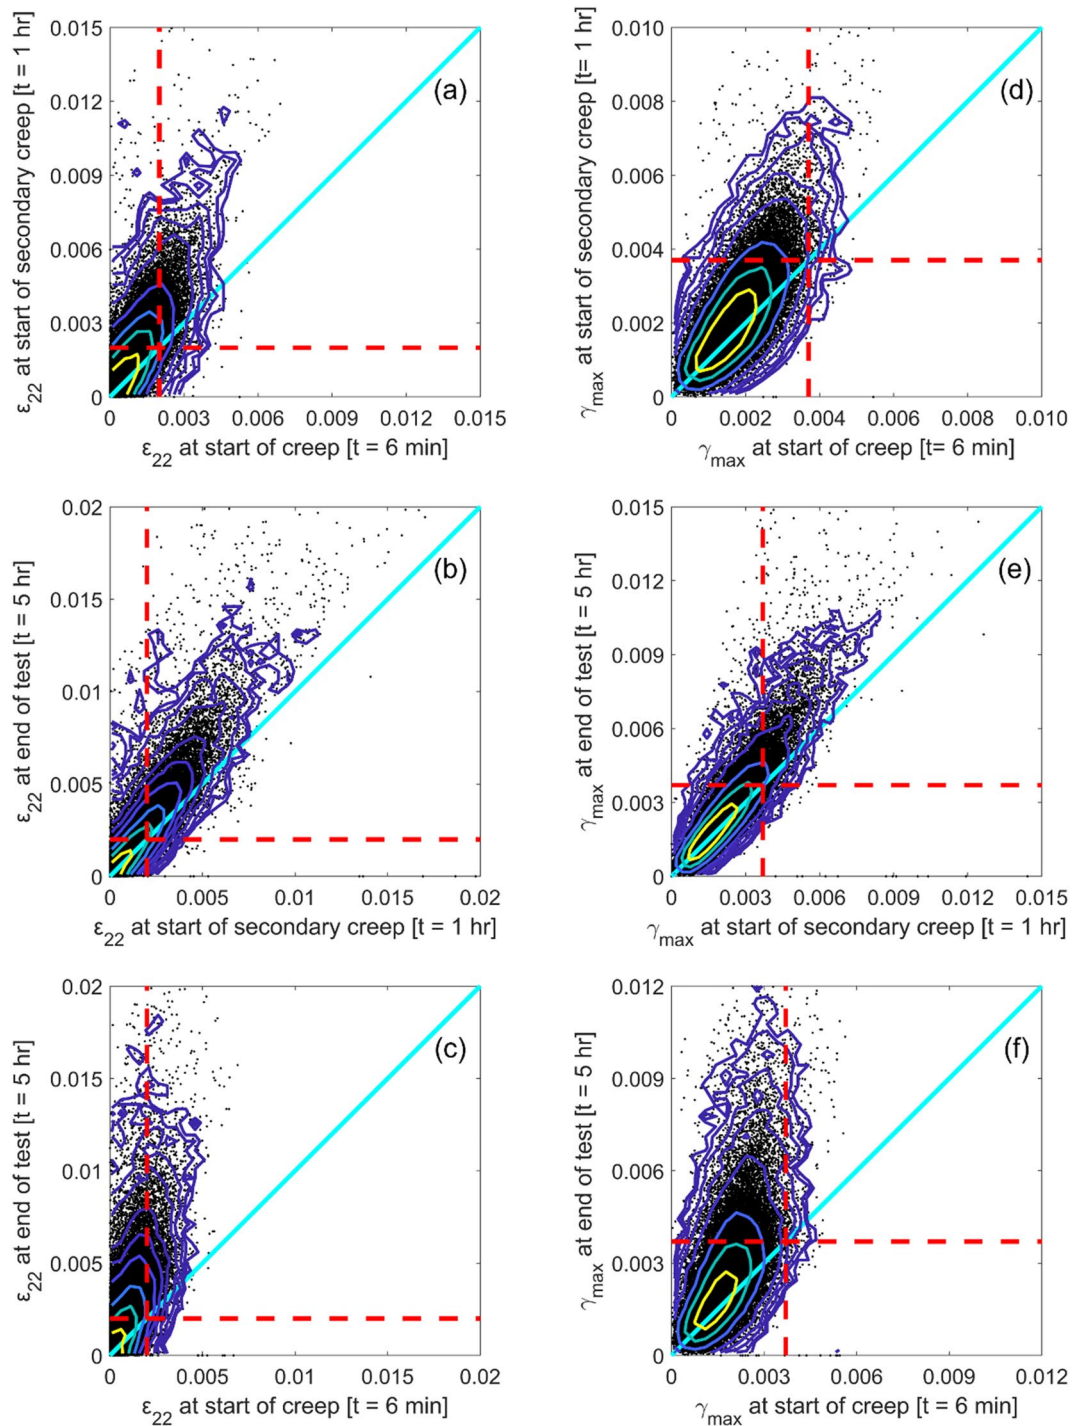 ε22 at start of secondary creep [t = 1 hr]
0.015
0.012
0.009
0.006
0.003
0
(a)
0 0.003 0.006 0.009 0.012 0.015
ε22 at start of creep [t = 6 min]
γmax at start of secondary creep [t= 1 hr]
0.010
0.008
0.006
0.004
0.002
0
(d)
0 0.002 0.004 0.006 0.008 0.010
γmax at start of creep [t= 6 min]
ε22 at end of test [t = 5 hr]
0.02
0.015
0.01
0.005
0
(b)
0 0.005 0.01 0.015 0.02
ε22 at start of secondary creep [t = 1 hr]
γmax at end of test [t = 5 hr]
0.015
0.012
0.009
0.006
0.003
0
(e)
0 0.003 0.006 0.009 0.012 0.015
γmax at start of secondary creep [t = 1 hr]
ε22 at end of test [t = 5 hr]
0.02
0.015
0.01
0.005
0
(c)
0 0.005 0.01 0.015 0.02
ε22 at start of creep [t = 6 min]
γmax at end of test [t = 5 hr]
0.012
0.009
0.006
0.003
0
(f)
0 0.003 0.006 0.009 0.012
γmax at start of creep [t = 6 min]